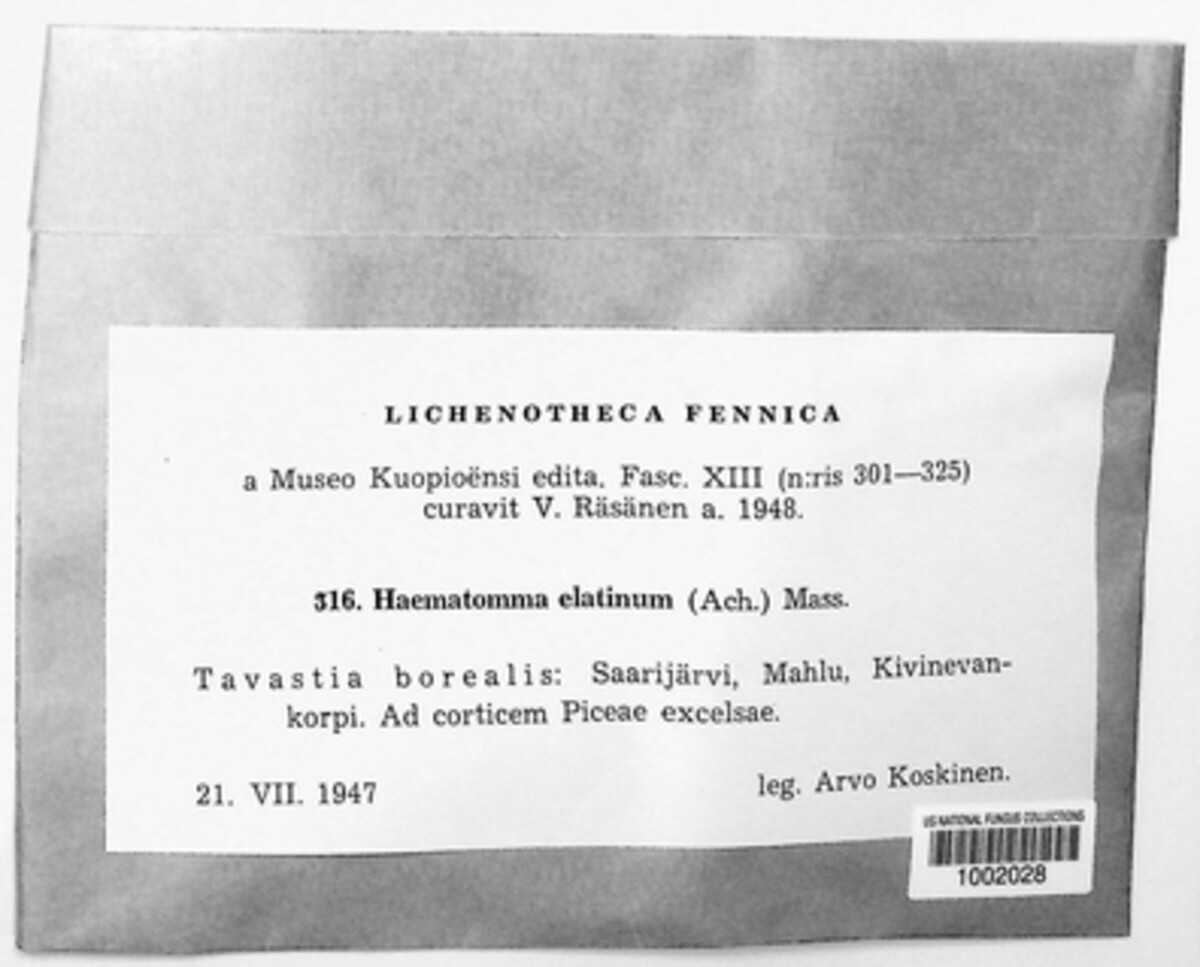 LICHENOTHECA FENNICA
a Museo Kuopioënsi edita. Fasc. XIII (n:ris 301—325)
curavit V. Räsänen a. 1948.
316. Haematomma elatinum (Ach.) Mass.
Tavastia borealis: Saarijärvi, Mahlu, Kivinevan-
korpi. Ad corticem Piceae excelsae.
21. VII. 1947 leg. Arvo Koskinen.
US NATIONAL FUNGUS COLLECTIONS
1002028